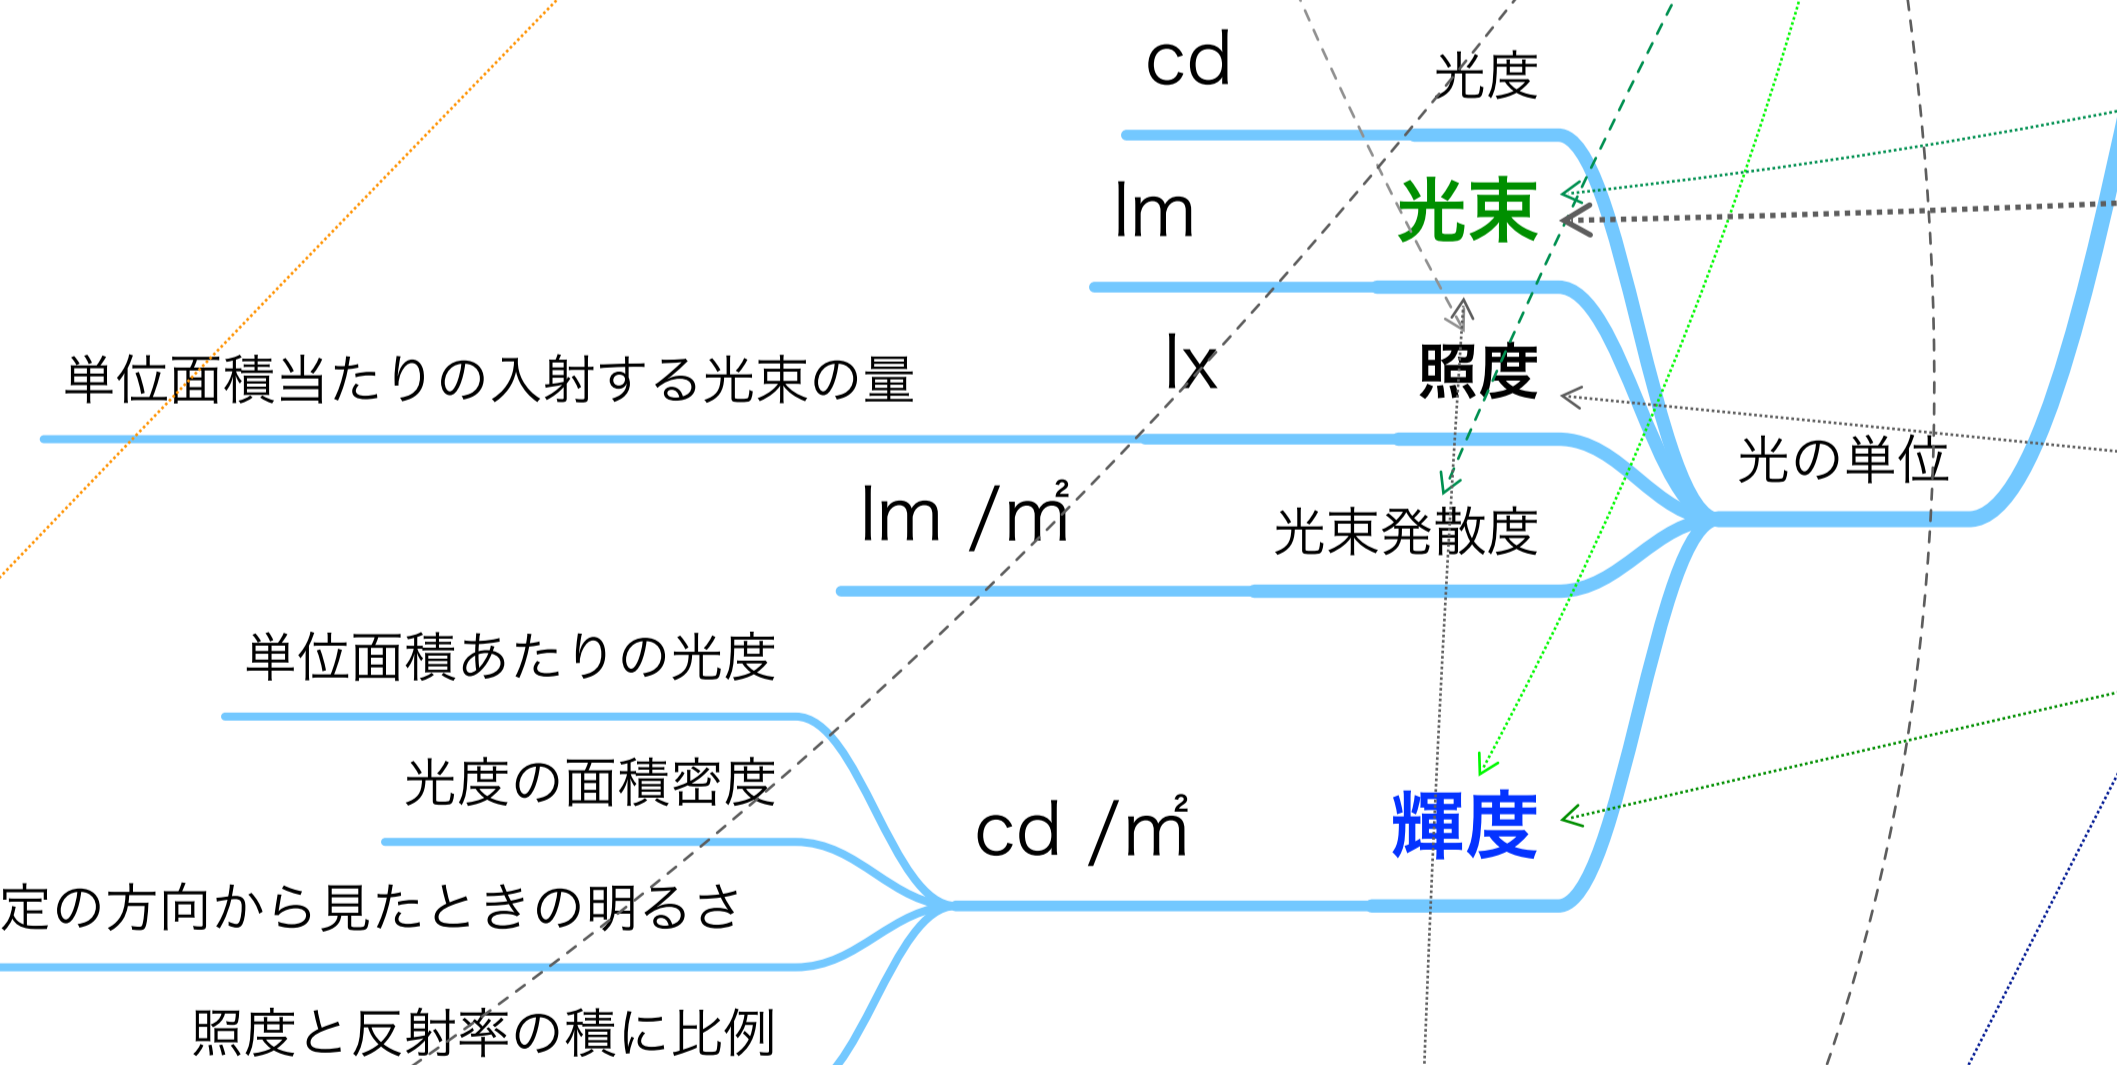 cd 光度
lm 光束
単位面積当たりの入射する光束の量 lx 照度
光の単位
lm /㎡ 光束発散度
単位面積あたりの光度
光度の面積密度
cd /㎡ 輝度
定の方向から見たときの明るさ
照度と反射率の積に比例